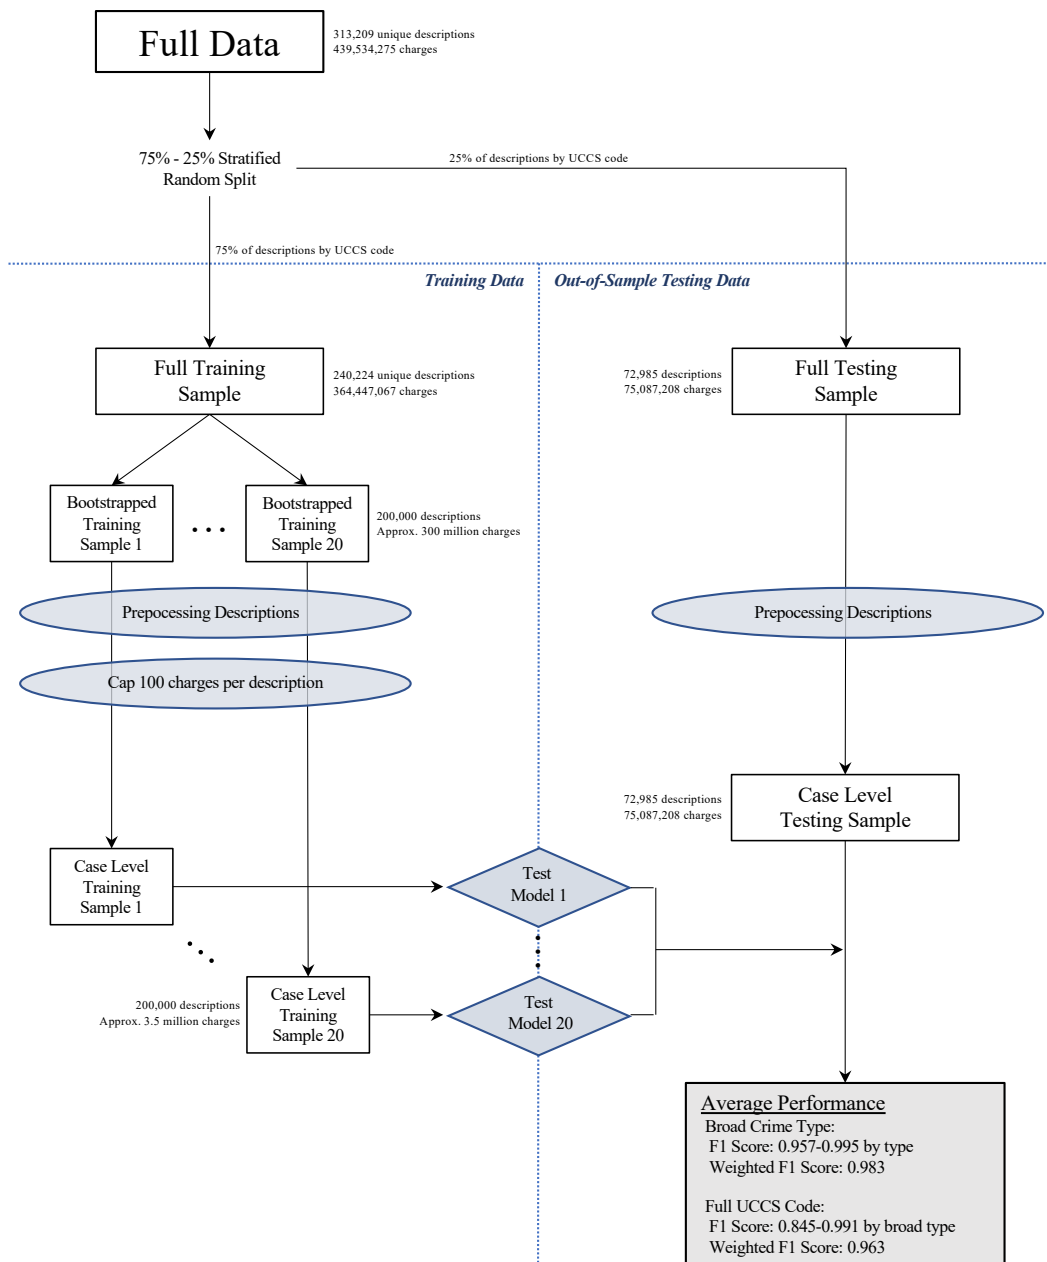 Full Data
313,209 unique descriptions
439,534,275 charges
75% - 25% Stratified
Random Split
25% of descriptions by UCCS code
75% of descriptions by UCCS code
Training Data
Out-of-Sample Testing Data
Full Training
Sample
240,224 unique descriptions
364,447,067 charges
72,985 descriptions
75,087,208 charges
Full Testing
Sample
Bootstrapped
Training
Sample 1
. . .
Bootstrapped
Training
Sample 20
200,000 descriptions
Approx. 300 million charges
Prepocessing Descriptions
Prepocessing Descriptions
Cap 100 charges per description
72,985 descriptions
75,087,208 charges
Case Level
Testing Sample
Case Level
Training
Sample 1
Test
Model 1
200,000 descriptions
Approx. 3.5 million charges
Case Level
Training
Sample 20
Test
Model 20
Average Performance
Broad Crime Type:
F1 Score: 0.957-0.995 by type
Weighted F1 Score: 0.983
Full UCCS Code:
F1 Score: 0.845-0.991 by broad type
Weighted F1 Score: 0.963